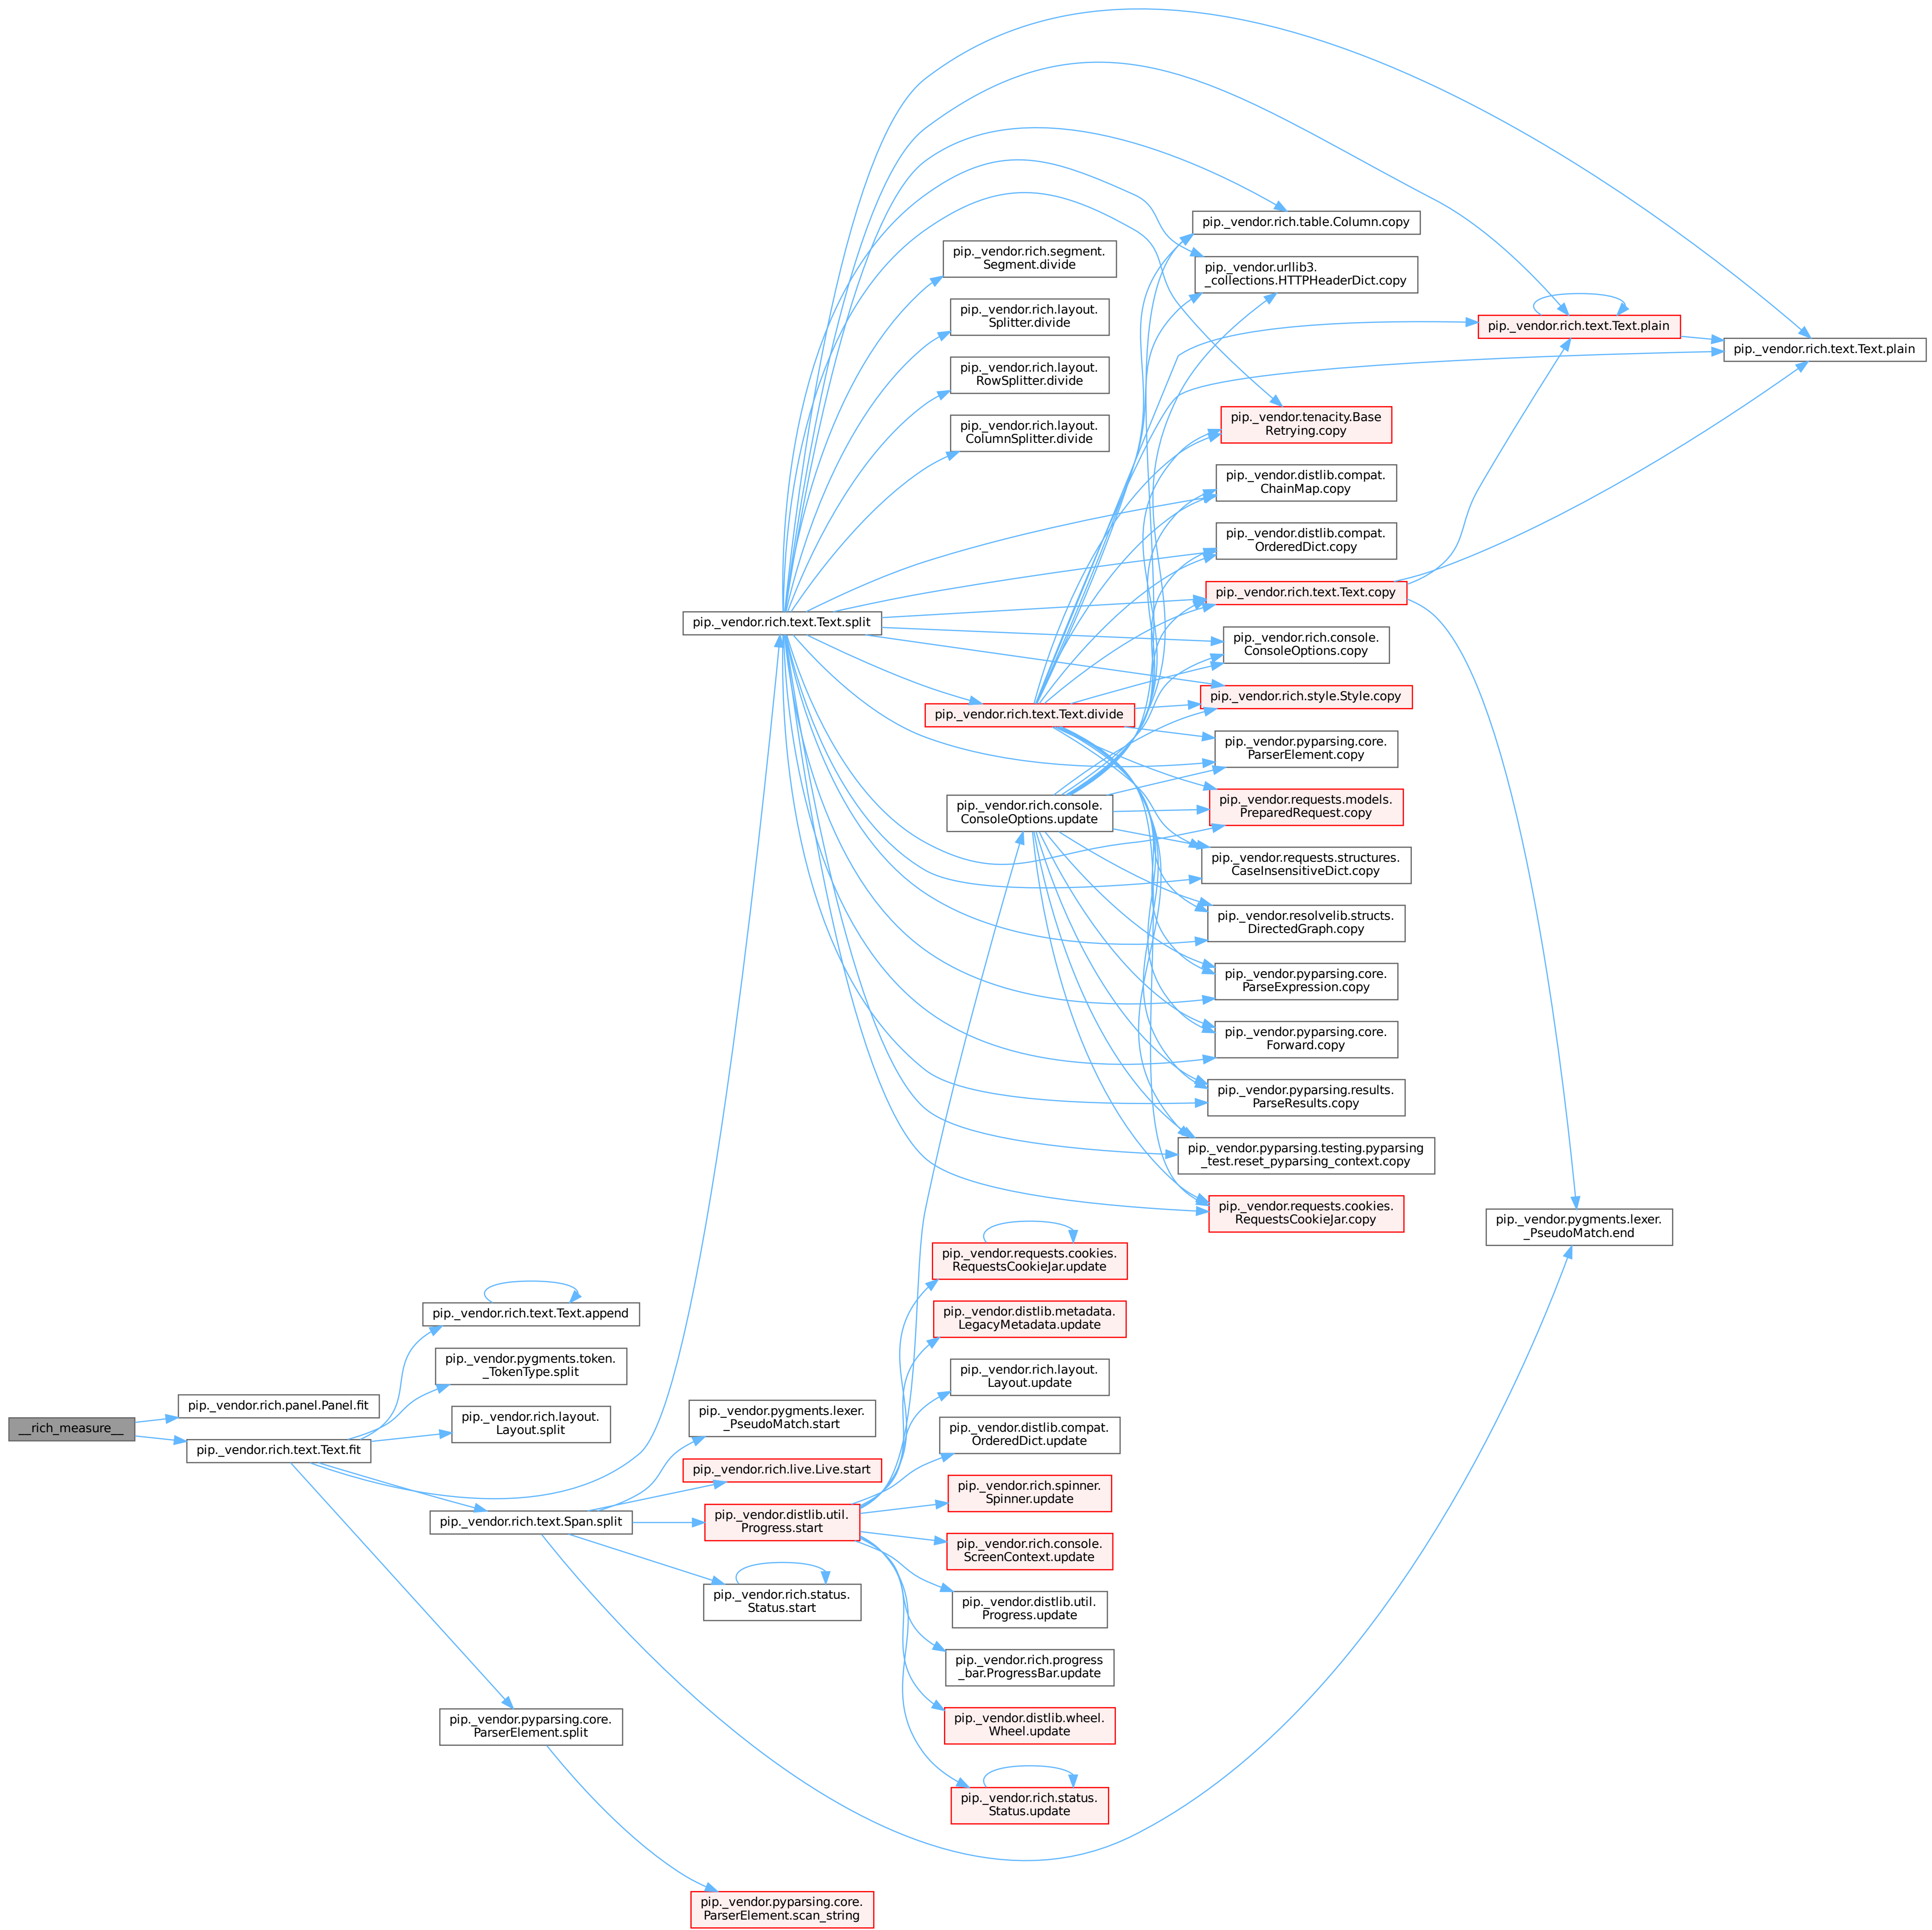 __rich_measure__
pip._vendor.rich.panel.Panel.fit
pip._vendor.rich.text.Text.fit
pip._vendor.rich.text.Text.append
pip._vendor.pygments.token.
_TokenType.split
pip._vendor.rich.layout.
Layout.split
pip._vendor.rich.text.Span.split
pip._vendor.pyparsing.core.
ParserElement.split
pip._vendor.rich.text.Text.split
pip._vendor.pygments.lexer.
_PseudoMatch.start
pip._vendor.rich.live.Live.start
pip._vendor.distlib.util.
Progress.start
pip._vendor.rich.status.
Status.start
pip._vendor.pyparsing.core.
ParserElement.scan_string
pip._vendor.rich.segment.
Segment.divide
pip._vendor.rich.layout.
Splitter.divide
pip._vendor.rich.layout.
RowSplitter.divide
pip._vendor.rich.layout.
ColumnSplitter.divide
pip._vendor.rich.text.Text.divide
pip._vendor.rich.console.
ConsoleOptions.update
pip._vendor.requests.cookies.
RequestsCookieJar.update
pip._vendor.distlib.metadata.
LegacyMetadata.update
pip._vendor.rich.layout.
Layout.update
pip._vendor.distlib.compat.
OrderedDict.update
pip._vendor.rich.spinner.
Spinner.update
pip._vendor.rich.console.
ScreenContext.update
pip._vendor.distlib.util.
Progress.update
pip._vendor.rich.progress
_bar.ProgressBar.update
pip._vendor.distlib.wheel.
Wheel.update
pip._vendor.rich.status.
Status.update
pip._vendor.rich.table.Column.copy
pip._vendor.urllib3.
_collections.HTTPHeaderDict.copy
pip._vendor.tenacity.Base
Retrying.copy
pip._vendor.distlib.compat.
ChainMap.copy
pip._vendor.distlib.compat.
OrderedDict.copy
pip._vendor.rich.text.Text.copy
pip._vendor.rich.console.
ConsoleOptions.copy
pip._vendor.rich.style.Style.copy
pip._vendor.pyparsing.core.
ParserElement.copy
pip._vendor.requests.models.
PreparedRequest.copy
pip._vendor.requests.structures.
CaseInsensitiveDict.copy
pip._vendor.resolvelib.structs.
DirectedGraph.copy
pip._vendor.pyparsing.core.
ParseExpression.copy
pip._vendor.pyparsing.core.
Forward.copy
pip._vendor.pyparsing.results.
ParseResults.copy
pip._vendor.pyparsing.testing.pyparsing
_test.reset_pyparsing_context.copy
pip._vendor.requests.cookies.
RequestsCookieJar.copy
pip._vendor.rich.text.Text.plain
pip._vendor.pygments.lexer.
_PseudoMatch.end
pip._vendor.rich.text.Text.plain